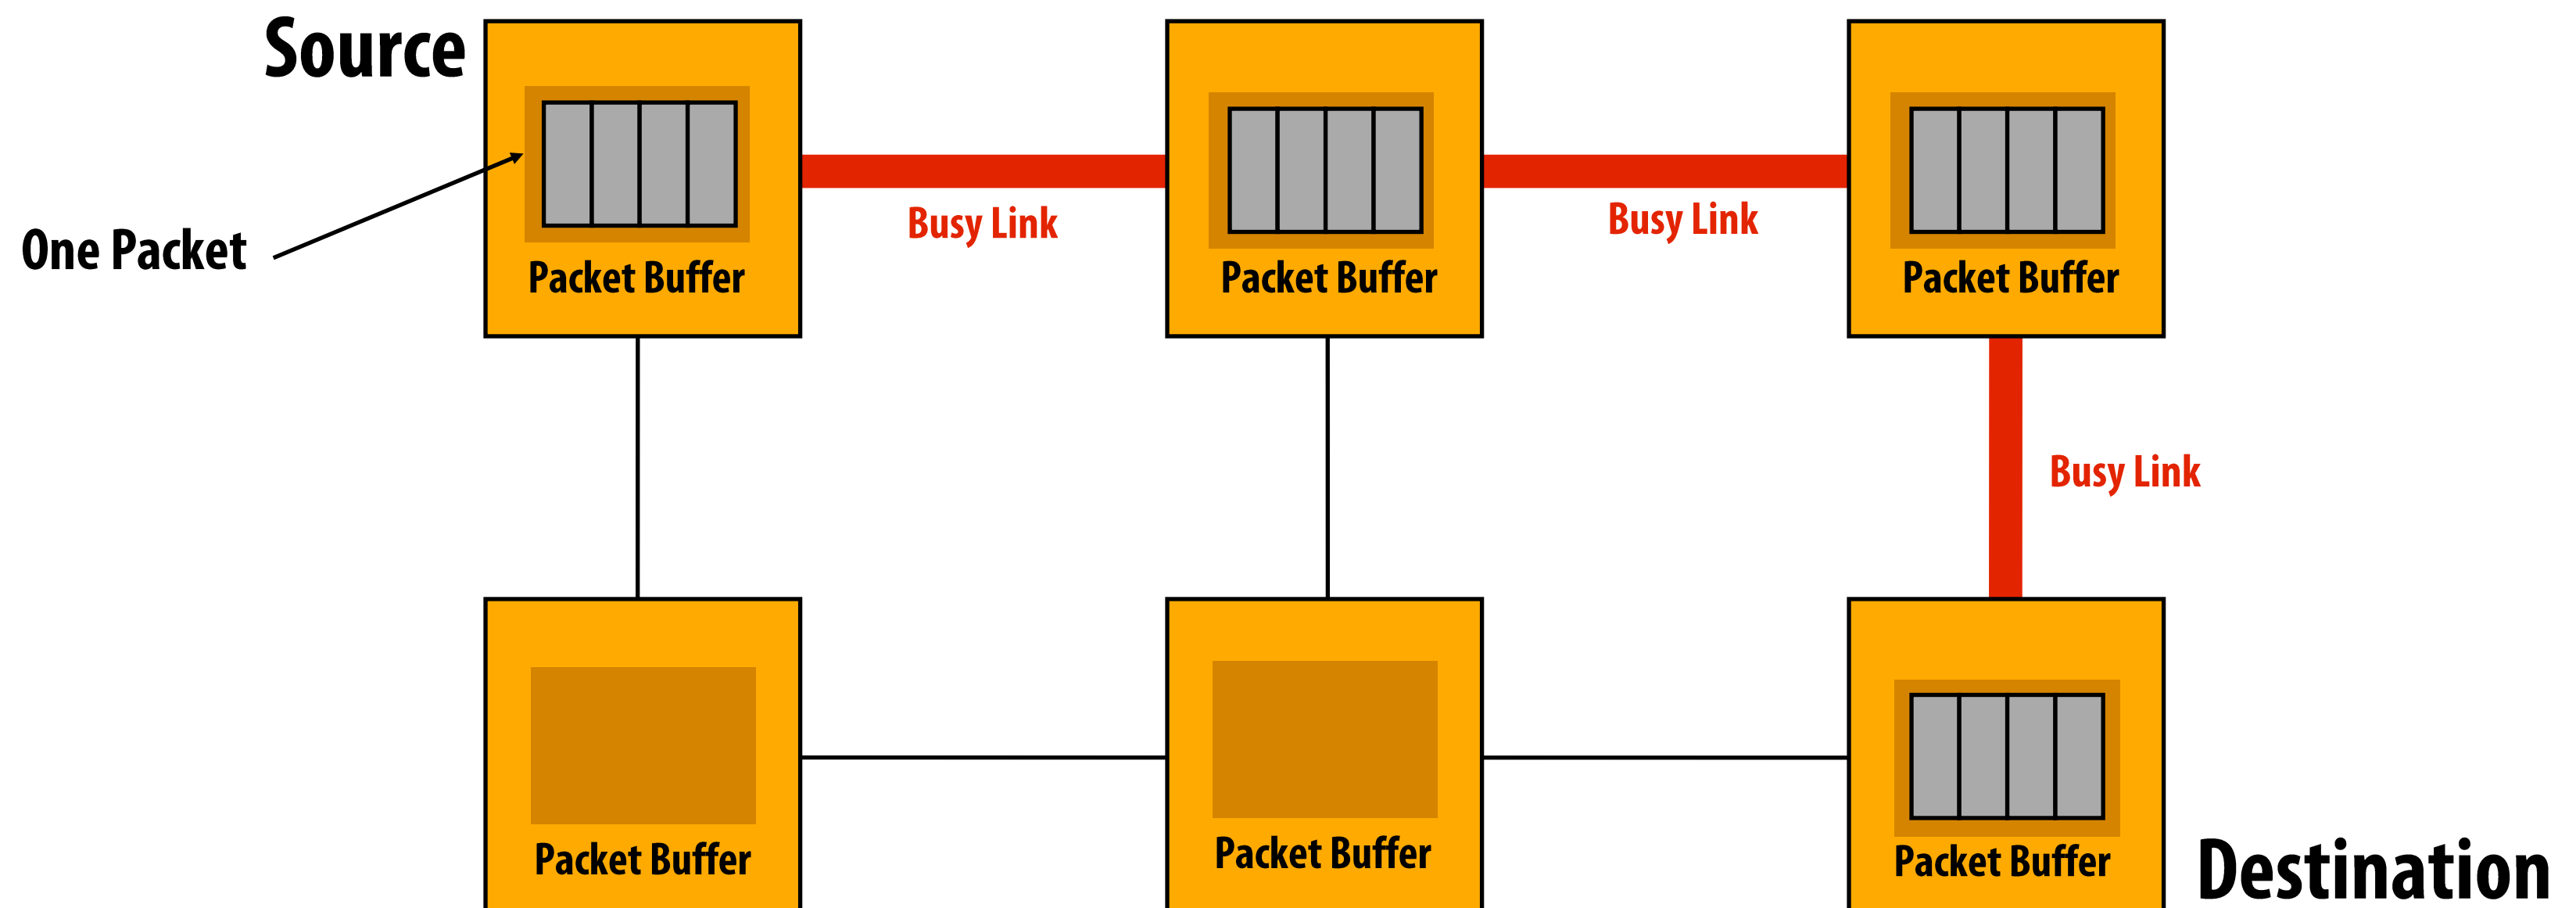 Source
One Packet
Packet Buffer
Busy Link
Packet Buffer
Busy Link
Packet Buffer
Busy Link
Packet Buffer
Packet Buffer
Packet Buffer
Destination